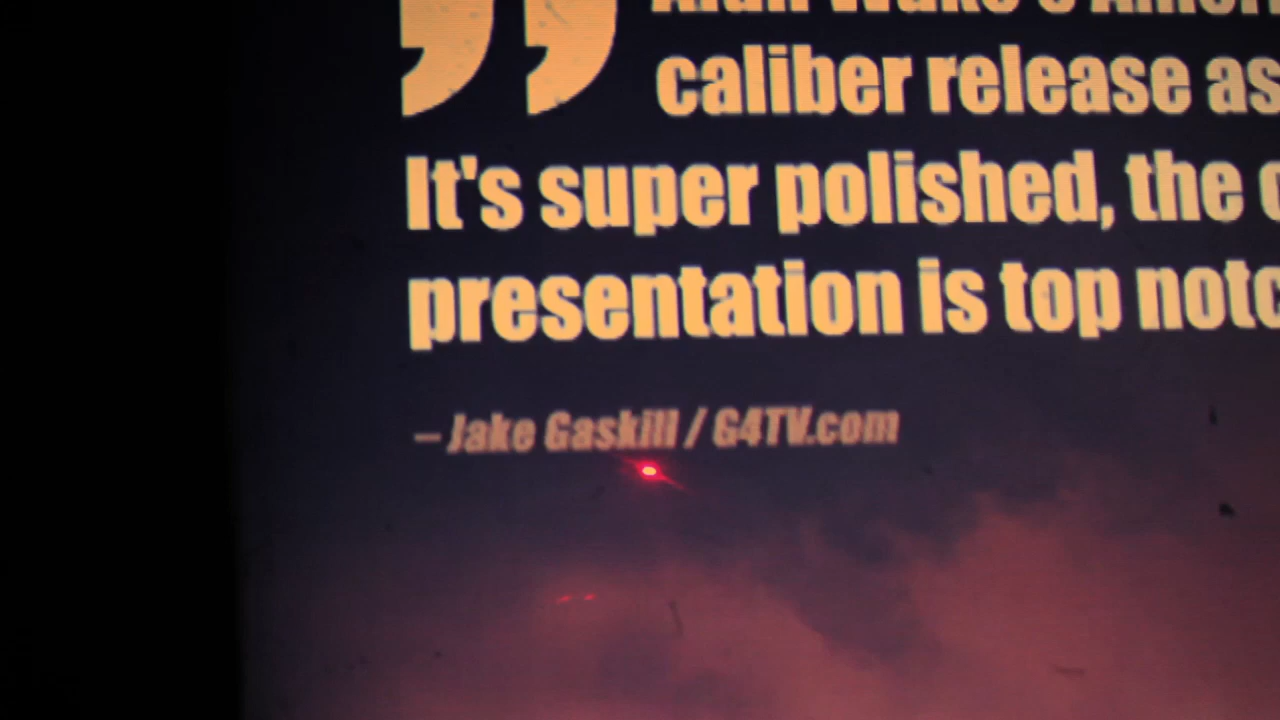 ”
caliber release as
It's super polished, the
presentation is top notc
– Jake Gaskill / G4TV.com